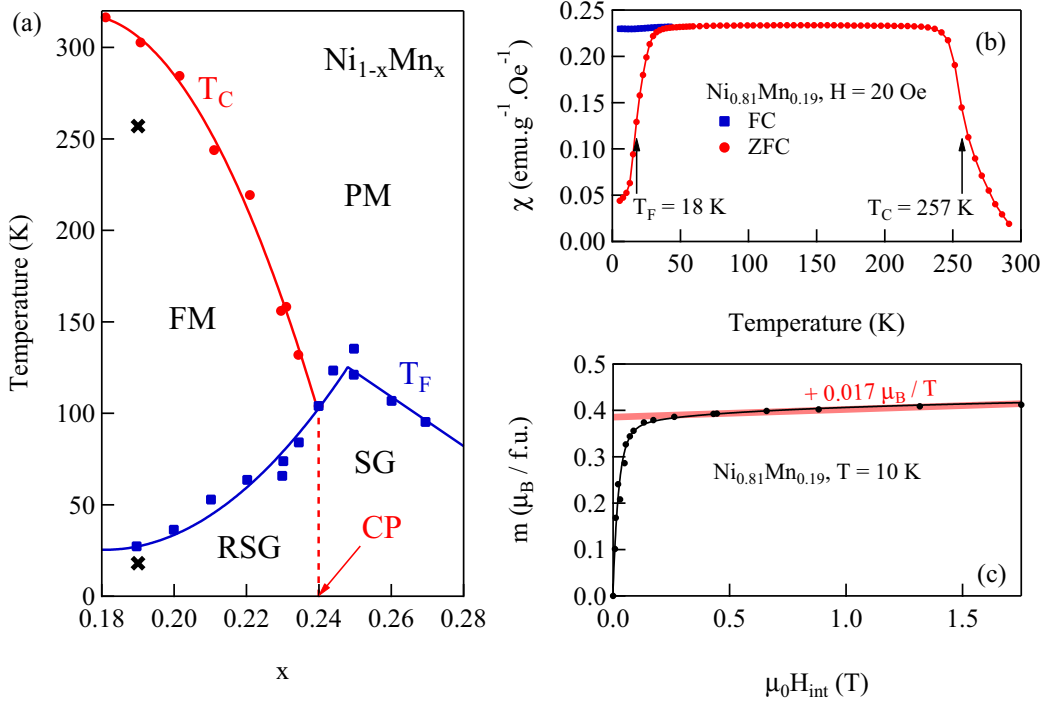 (a)
Ni1-xMnx
TC
PM
FM
TF
SG
RSG
CP
Temperature (K)
300
250
200
150
100
50
0
0.18
0.20
0.22
0.24
0.26
0.28
x
(b)
Ni0.81Mn0.19, H = 20 Oe
FC
ZFC
TF = 18 K
TC = 257 K
χ (emu.g-1.Oe-1)
0.25
0.20
0.15
0.10
0.05
0.00
0
50
100
150
200
250
300
Temperature (K)
+ 0.017 μB / T
Ni0.81Mn0.19, T = 10 K
(c)
m (μB / f.u.)
0.5
0.4
0.3
0.2
0.1
0.0
0.0
0.5
1.0
1.5
μ0Hint (T)